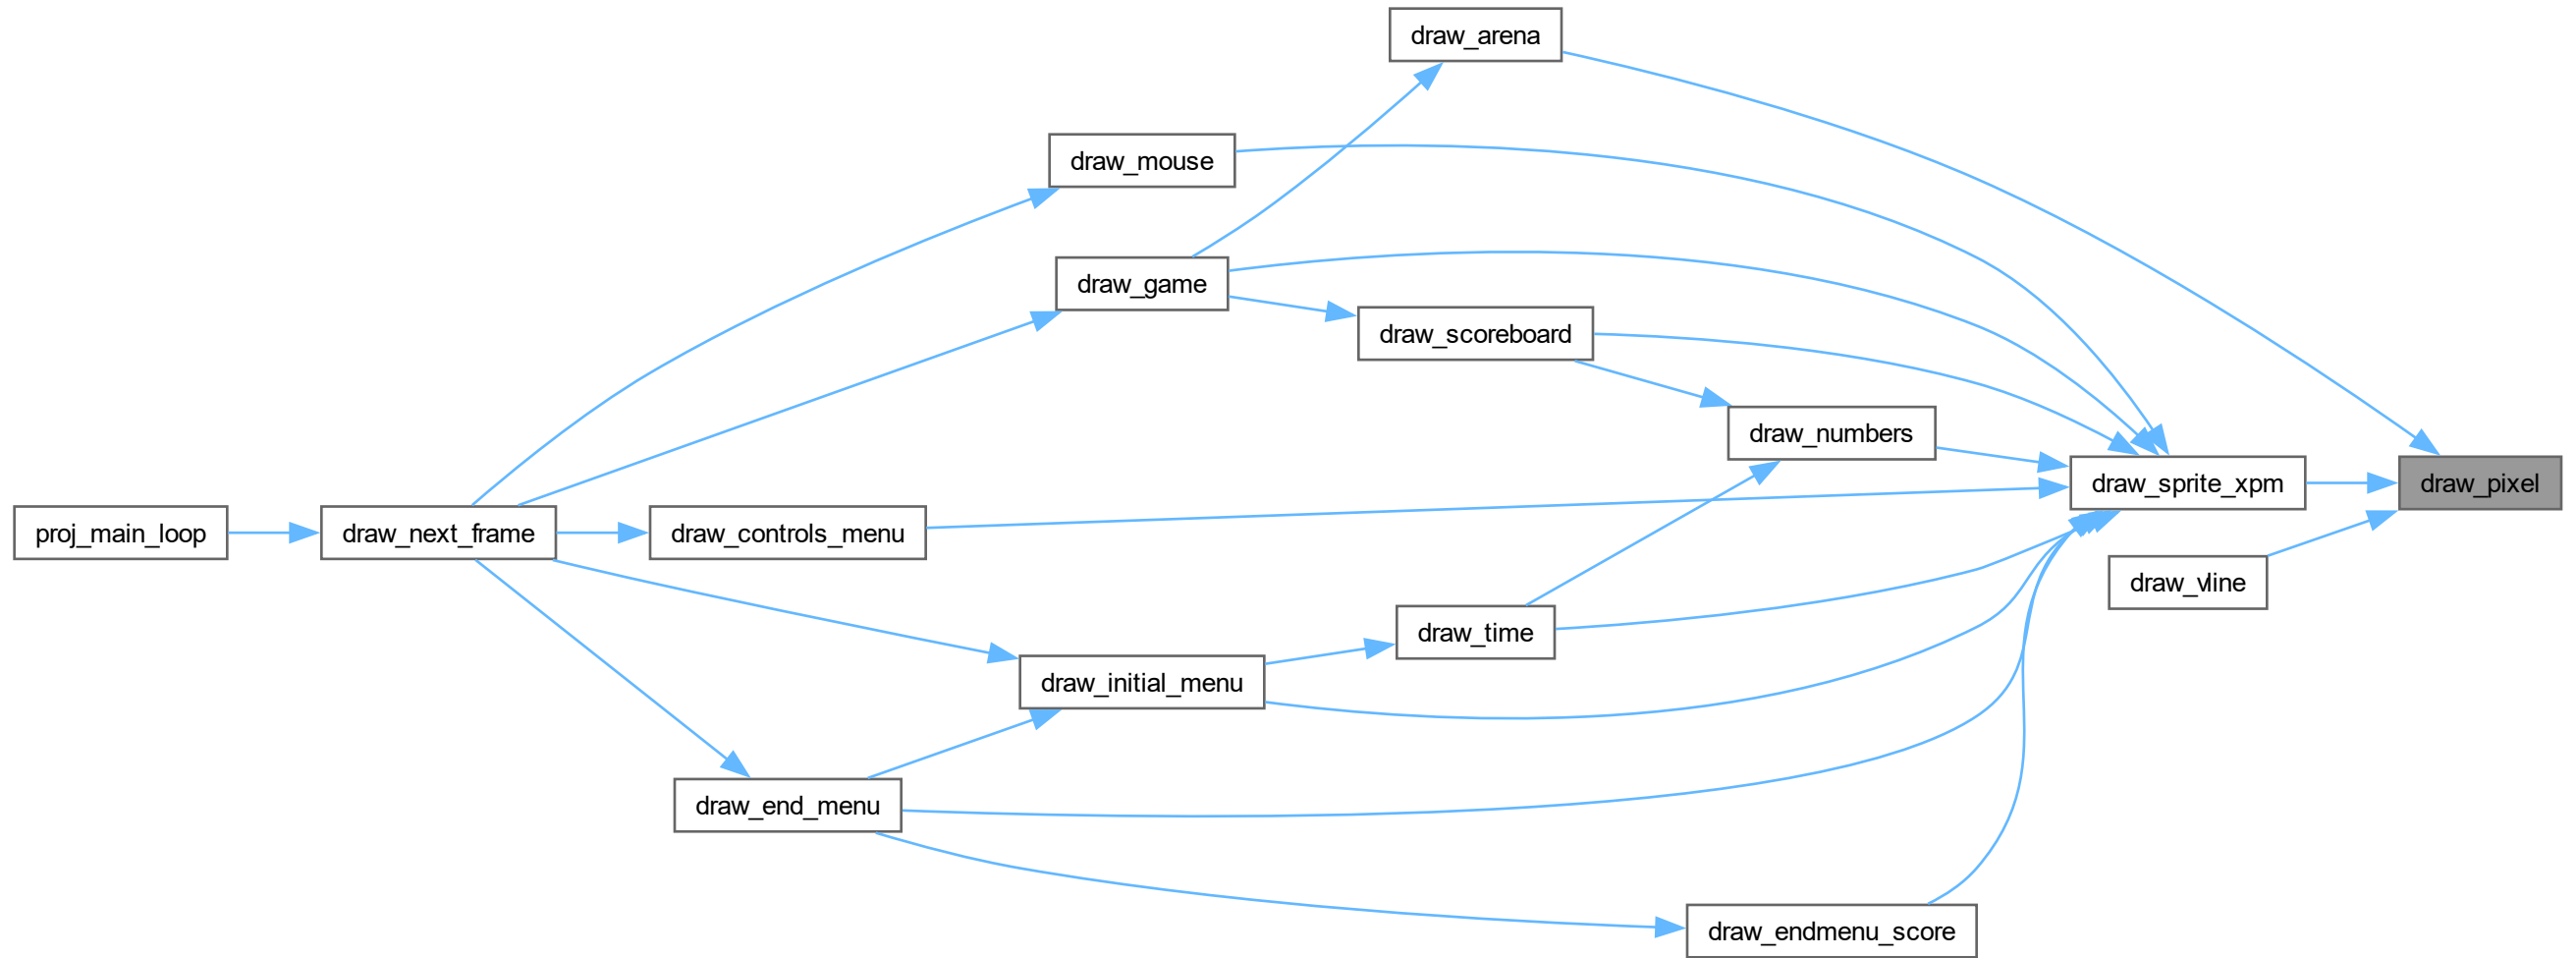 draw_arena
draw_mouse
draw_game
draw_scoreboard
draw_numbers
draw_sprite_xpm
draw_pixel
proj_main_loop
draw_next_frame
draw_controls_menu
draw_vline
draw_time
draw_initial_menu
draw_end_menu
draw_endmenu_score